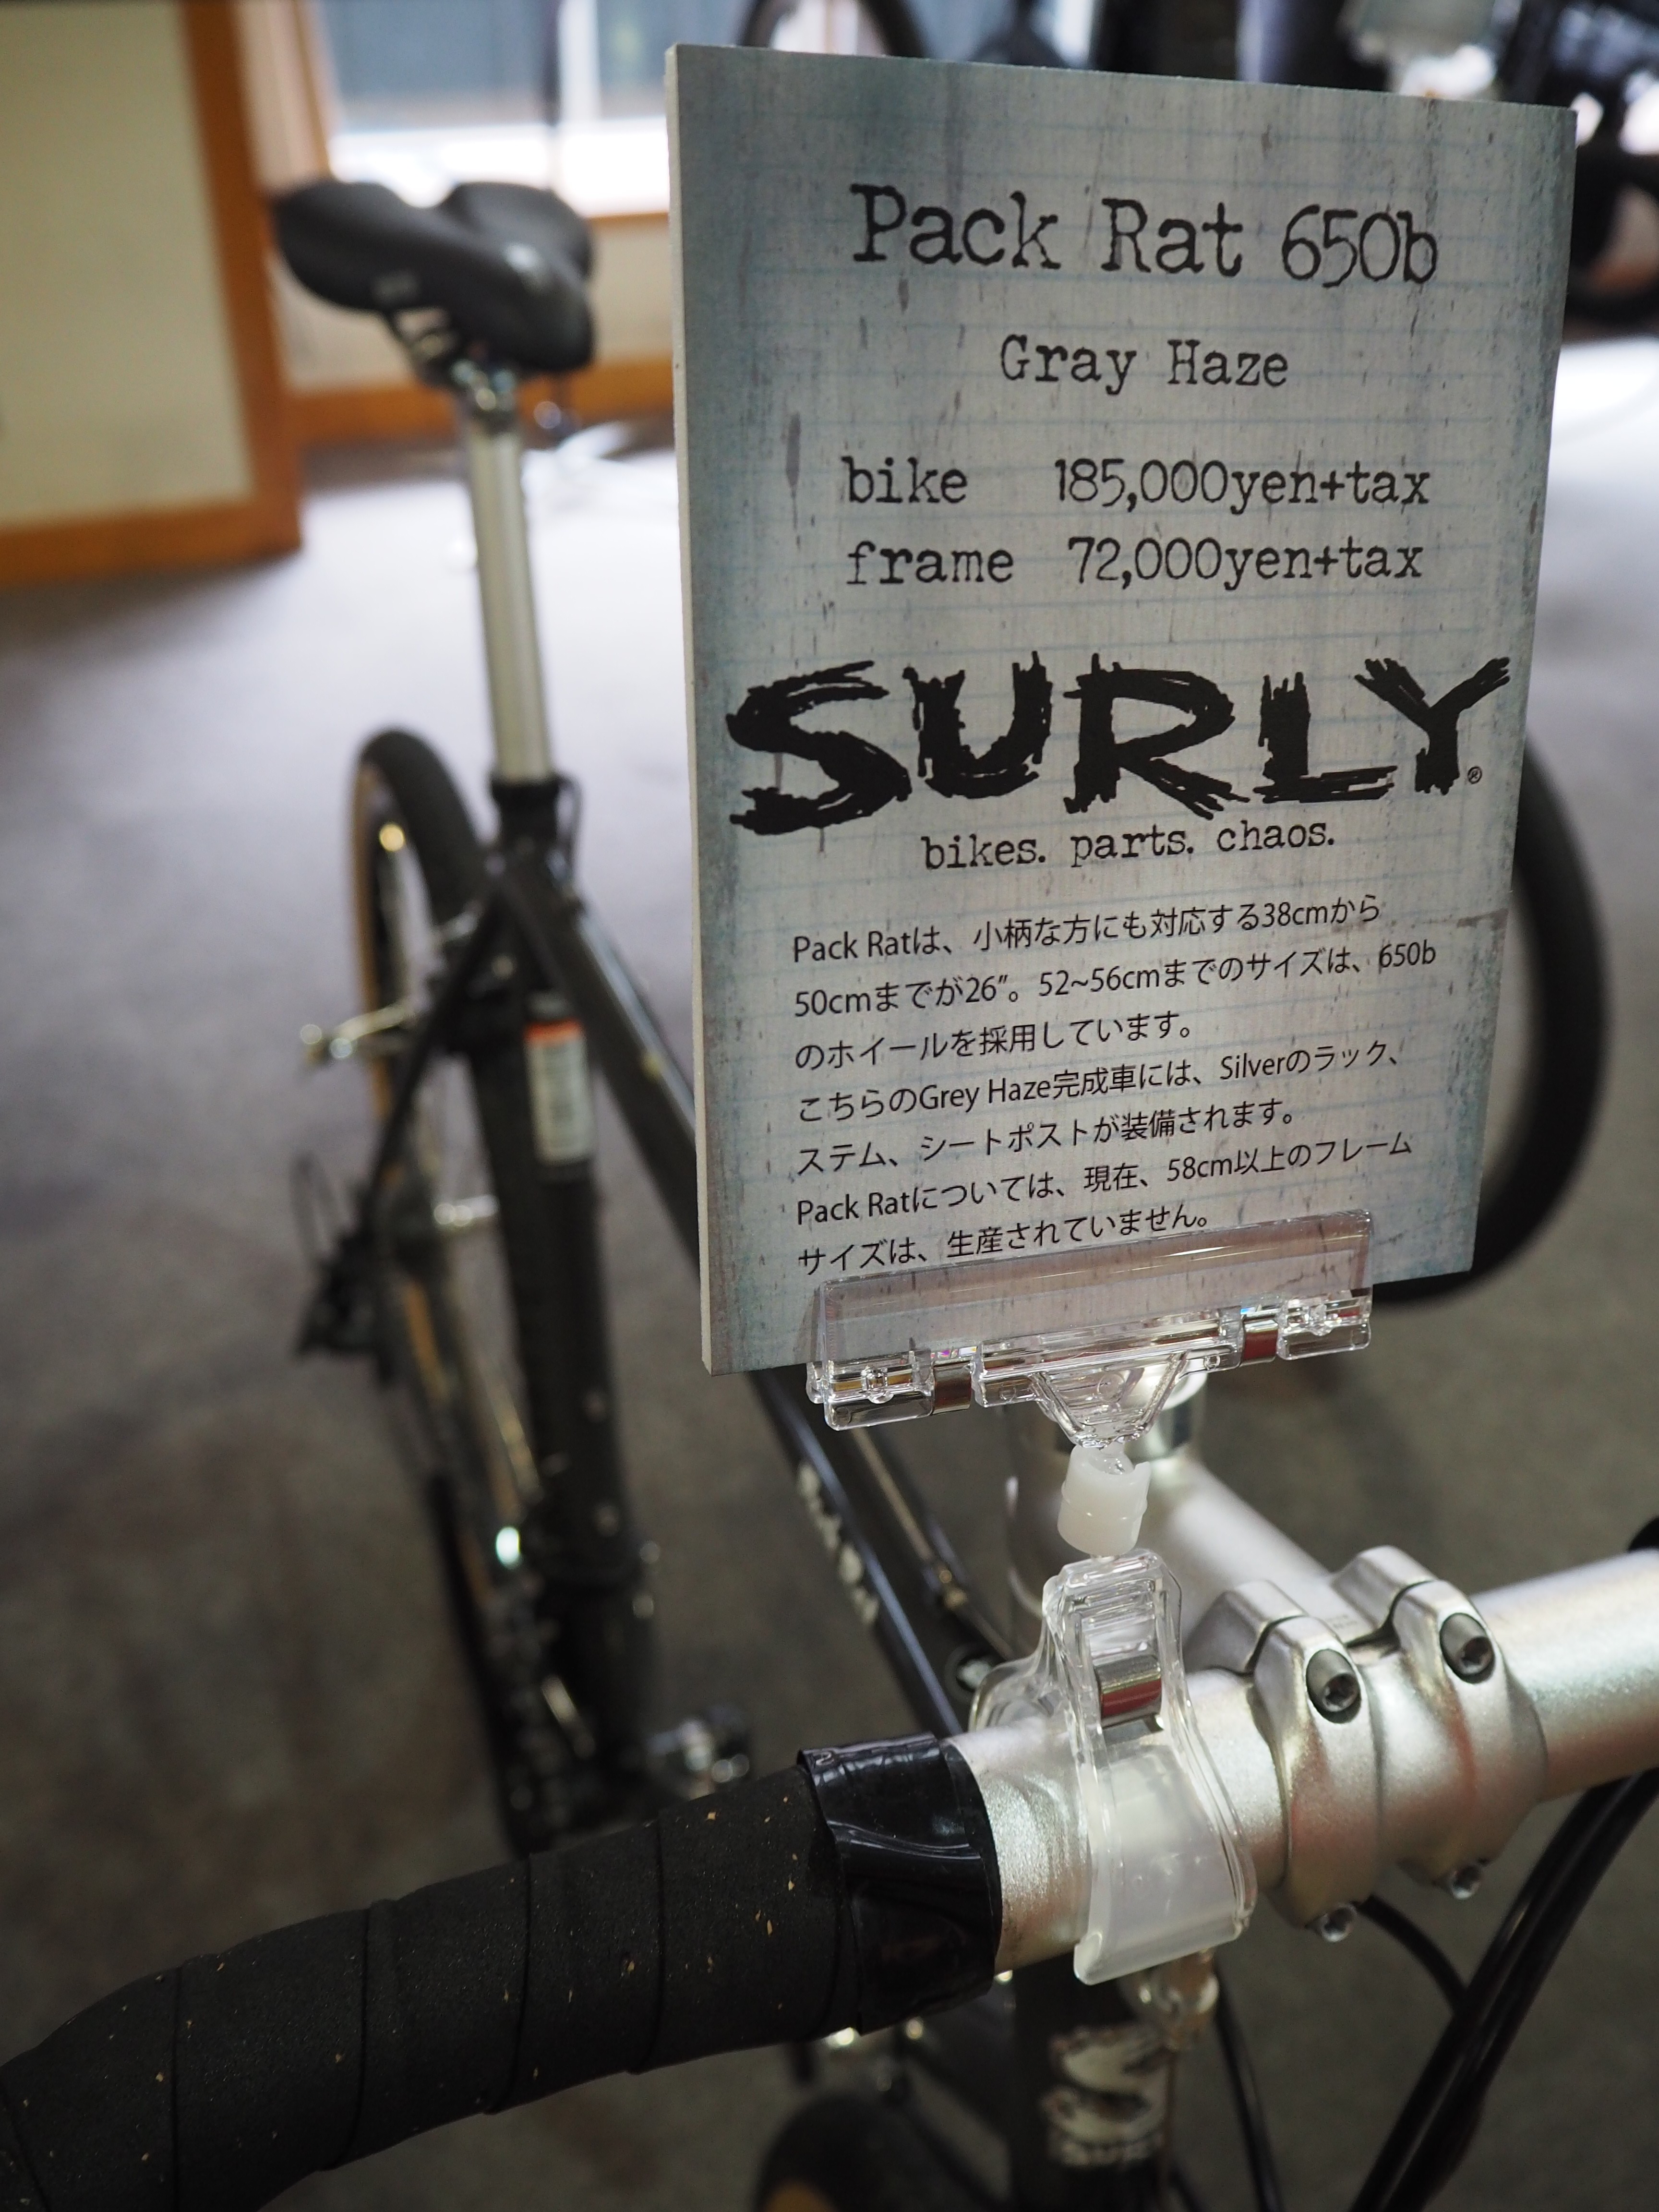 Pack Rat 650b
Gray Haze
bike 185,000yen+tax
frame 72,000yen+tax
SURLY®
bikes. parts. chaos.
Pack Ratは、小柄な方にも対応する38cmから
50cmまでが26"。52~56cmまでのサイズは、650b
のホイールを採用しています。
こちらのGrey Haze完成車には、Silverのラック、
ステム、シートポストが装備されます。
Pack Ratについては、現在、58cm以上のフレーム
サイズは、生産されていません。
SURLY